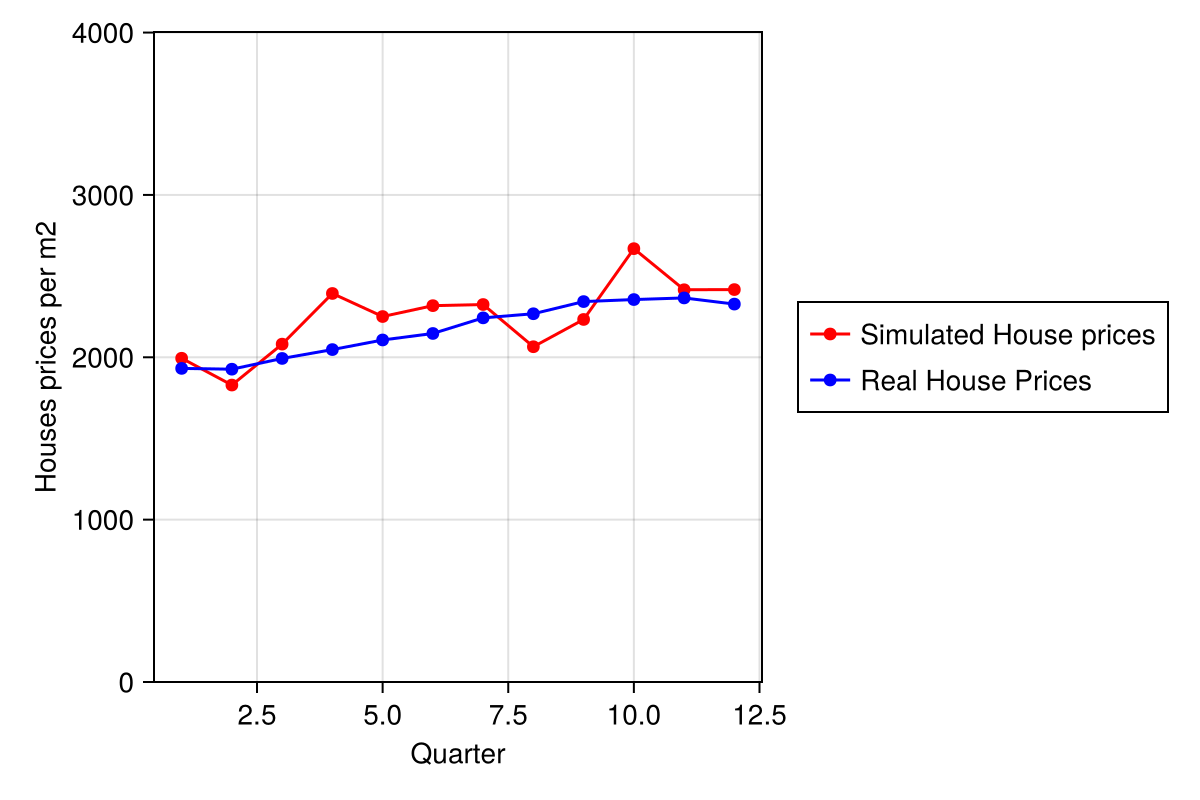 4000
3000
2000
1000
0
Houses prices per m2
2.5 5.0 7.5 10.0 12.5
Quarter
Simulated House prices
Real House Prices